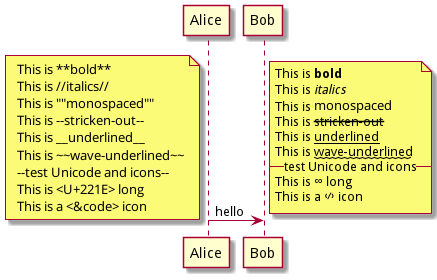 Alice
Bob
This is **bold**
This is //italics//
This is ""monospaced""
This is --stricken-out--
This is __underlined__
This is ~~wave-underlined~~
--test Unicode and icons--
This is <U+221E> long
This is a <&code> icon
This is bold
This is italics
This is monospaced
This is stricken-out
This is underlined
This is wave-underlined
test Unicode and icons
This is ∞ long
This is a icon
hello
Alice
Bob